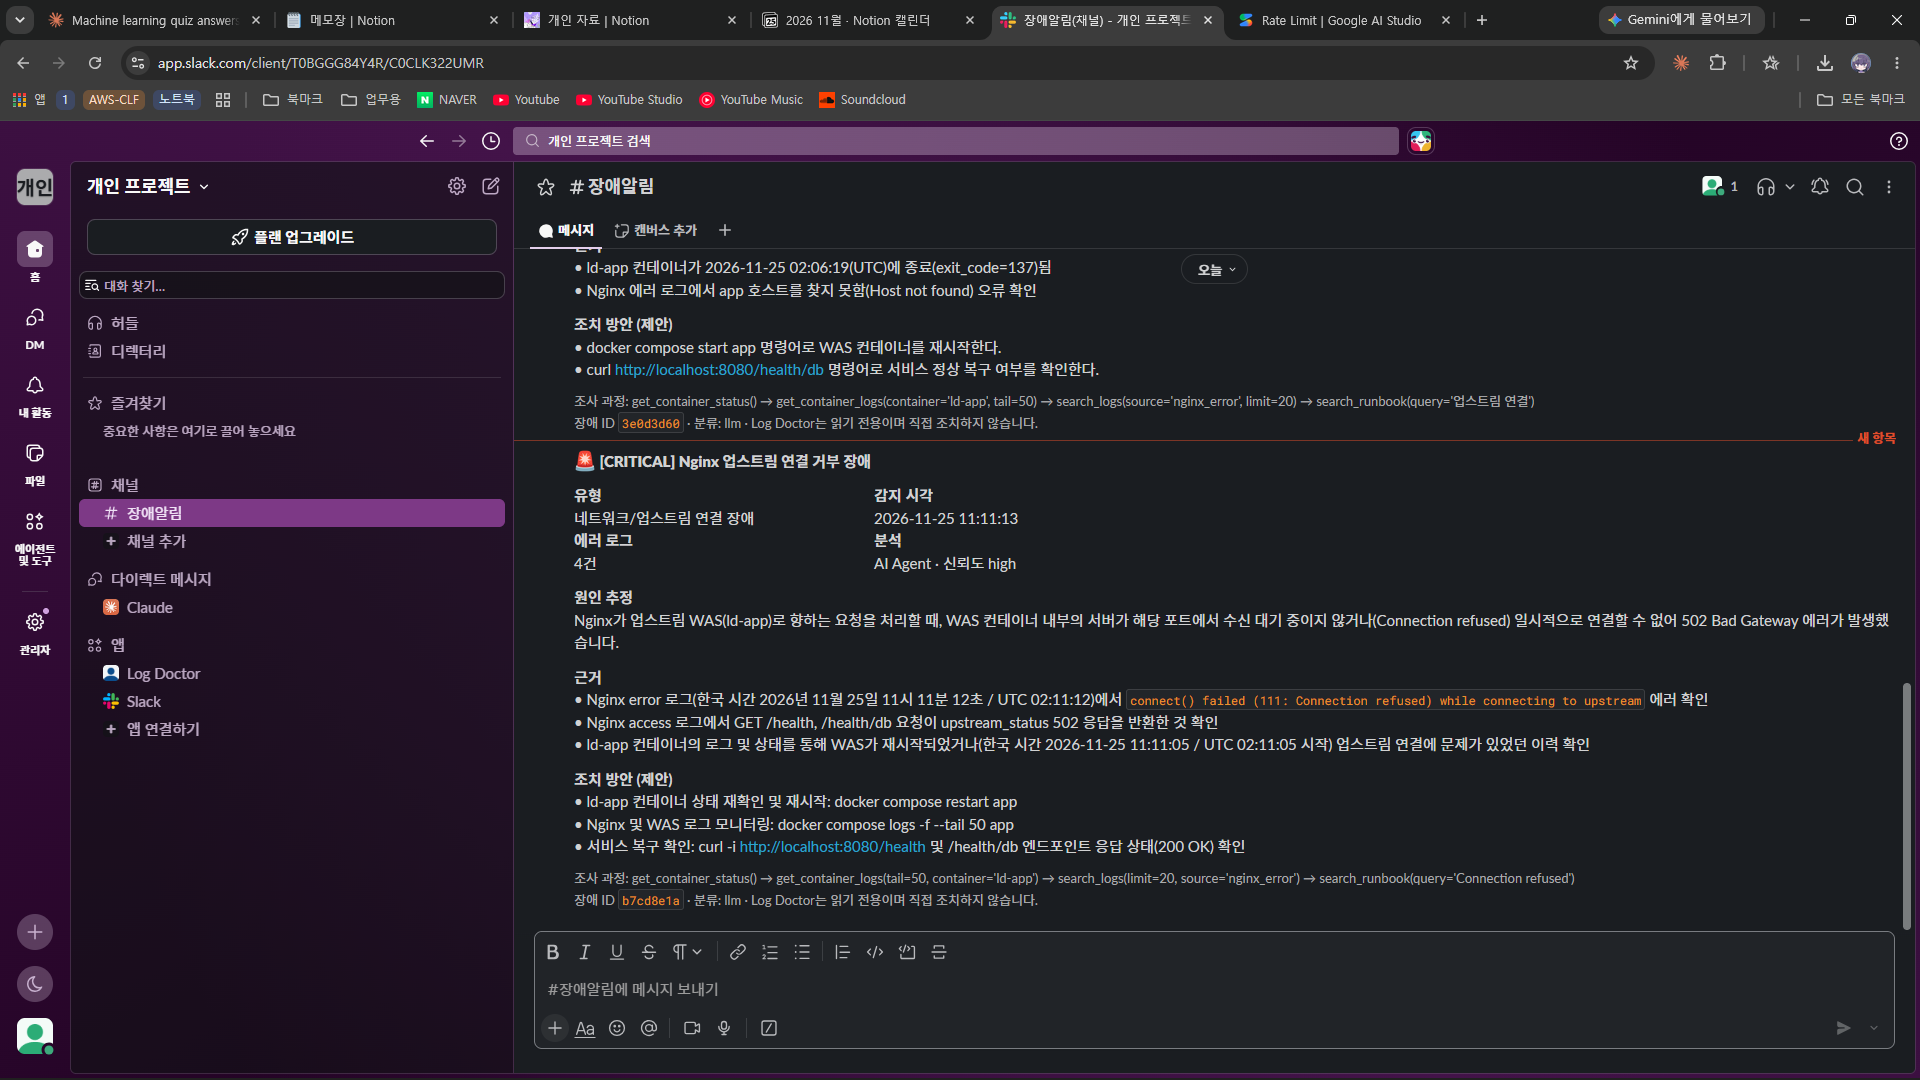 Machine learning quiz answer
메모장 | Notion
개인 자료 | Notion
2026 11월 · Notion 캘린더
장애알림(채널) - 개인 프로젝트
Rate Limit | Google AI Studio
Gemini에게 물어보기
app.slack.com/client/T0BGGG84Y4R/C0CLK322UMR
앱
1
AWS-CLF
노트북
북마크
업무용
NAVER
Youtube
YouTube Studio
YouTube Music
Soundcloud
모든 북마크
개인 프로젝트 검색
개인
홈
DM
내 활동
파일
에이전트 및 도구
관리자
개인 프로젝트
플랜 업그레이드
대화 찾기...
허들
디렉터리
즐겨찾기
중요한 사항은 여기로 끌어 놓으세요
채널
# 장애알림
+ 채널 추가
다이렉트 메시지
Claude
앱
Log Doctor
Slack
+ 앱 연결하기
# 장애알림
1
메시지
캔버스 추가
오늘
• ld-app 컨테이너가 2026-11-25 02:06:19(UTC)에 종료(exit_code=137)됨
• Nginx 에러 로그에서 app 호스트를 찾지 못함(Host not found) 오류 확인
조치 방안 (제안)
• docker compose start app 명령어로 WAS 컨테이너를 재시작한다.
• curl http://localhost:8080/health/db 명령어로 서비스 정상 복구 여부를 확인한다.
조사 과정: get_container_status() → get_container_logs(container='ld-app', tail=50) → search_logs(source='nginx_error', limit=20) → search_runbook(query='업스트림 연결')
장애 ID 3e0d3d60 · 분류: llm · Log Doctor는 읽기 전용이며 직접 조치하지 않습니다.
새 항목
[CRITICAL] Nginx 업스트림 연결 거부 장애
유형
네트워크/업스트림 연결 장애
감지 시각
2026-11-25 11:11:13
에러 로그
4건
분석
AI Agent · 신뢰도 high
원인 추정
Nginx가 업스트림 WAS(ld-app)로 향하는 요청을 처리할 때, WAS 컨테이너 내부의 서버가 해당 포트에서 수신 대기 중이지 않거나(Connection refused) 일시적으로 연결할 수 없어 502 Bad Gateway 에러가 발생했
습니다.
근거
• Nginx error 로그(한국 시간 2026년 11월 25일 11시 11분 12초 / UTC 02:11:12)에서 connect() failed (111: Connection refused) while connecting to upstream 에러 확인
• Nginx access 로그에서 GET /health, /health/db 요청이 upstream_status 502 응답을 반환한 것 확인
• ld-app 컨테이너의 로그 및 상태를 통해 WAS가 재시작되었거나(한국 시간 2026-11-25 11:11:05 / UTC 02:11:05 시작) 업스트림 연결에 문제가 있었던 이력 확인
조치 방안 (제안)
• ld-app 컨테이너 상태 재확인 및 재시작: docker compose restart app
• Nginx 및 WAS 로그 모니터링: docker compose logs -f --tail 50 app
• 서비스 복구 확인: curl -i http://localhost:8080/health 및 /health/db 엔드포인트 응답 상태(200 OK) 확인
조사 과정: get_container_status() → get_container_logs(tail=50, container='ld-app') → search_logs(limit=20, source='nginx_error') → search_runbook(query='Connection refused')
장애 ID b7cd8e1a · 분류: llm · Log Doctor는 읽기 전용이며 직접 조치하지 않습니다.
#장애알림에 메시지 보내기